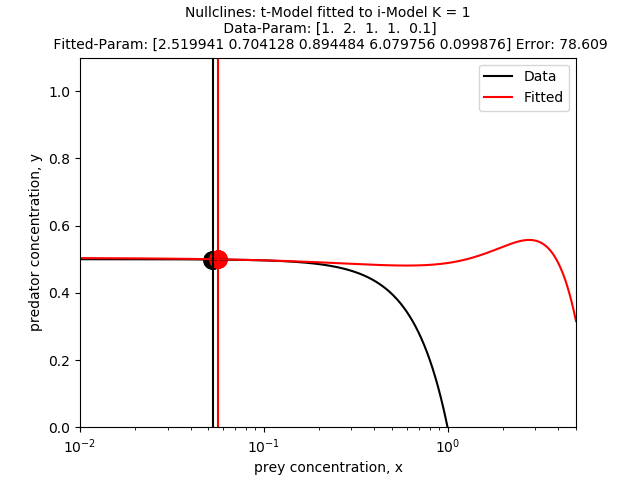 Nullclines: t-Model fitted to i-Model K = 1
Data-Param: [1. 2. 1. 1. 0.1]
Fitted-Param: [2.519941 0.704128 0.894484 6.079756 0.099876] Error: 78.609
Data
Fitted
predator concentration, y
1.0
0.8
0.6
0.4
0.2
0.0
10⁻² 10⁻¹ 10⁰
prey concentration, x